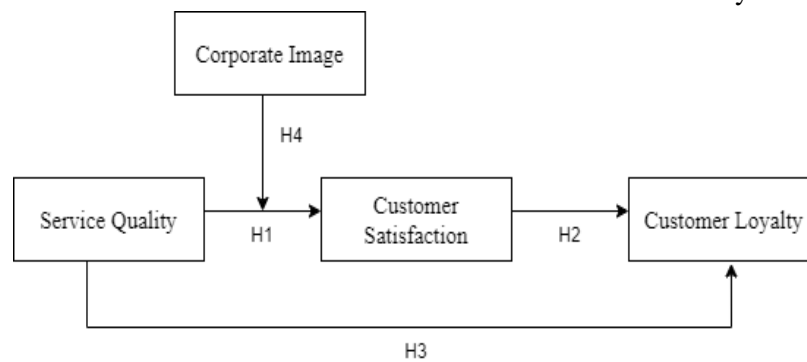 Corporate Image
H4
Service Quality
H1
Customer
Satisfaction
H2
Customer Loyalty
H3